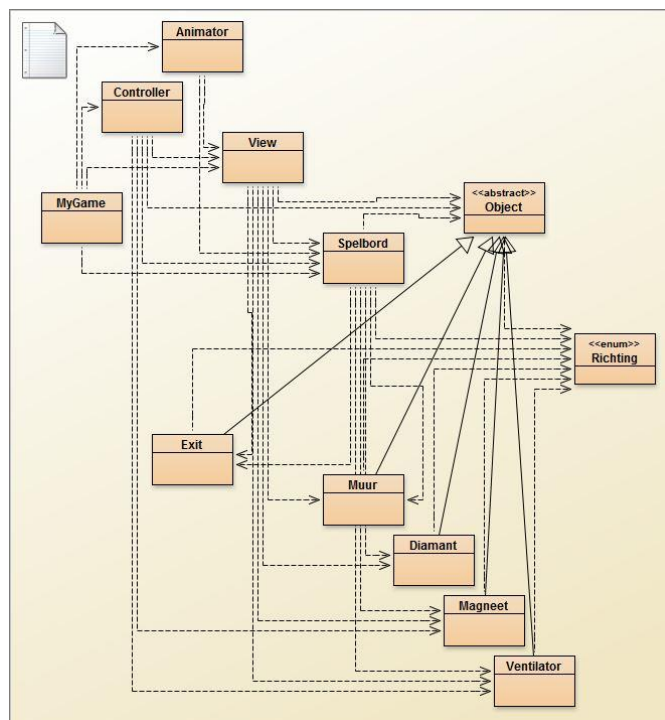 Animator
Controller
View
MyGame
<<abstract>>
Object
Spelbord
<<enum>>
Richting
Exit
Muur
Diamant
Magneet
Ventilator